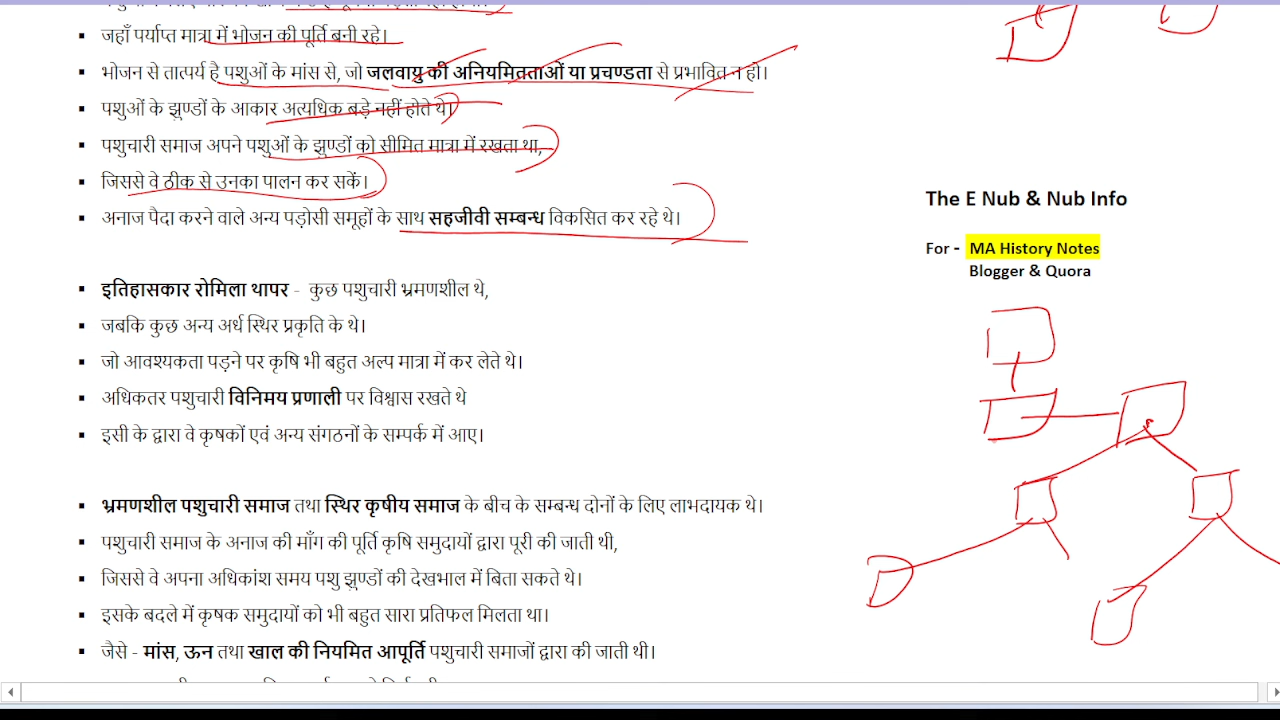 जहाँ पर्याप्त मात्रा में भोजन की पूर्ति बनी रहे।
भोजन से तात्पर्य है पशुओं के मांस से, जो जलवायु की अनियमितताओं या प्रचण्डता से प्रभावित न हो।
पशुओं के झुण्डों के आकार अत्यधिक बड़े नहीं होते थे।
पशुचारी समाज अपने पशुओं के झुण्डों को सीमित मात्रा में रखता था,
जिससे वे ठीक से उनका पालन कर सकें।
अनाज पैदा करने वाले अन्य पड़ोसी समूहों के साथ सहजीवी सम्बन्ध विकसित कर रहे थे।
इतिहासकार रोमिला थापर - कुछ पशुचारी भ्रमणशील थे,
जबकि कुछ अन्य अर्ध स्थिर प्रकृति के थे।
जो आवश्यकता पड़ने पर कृषि भी बहुत अल्प मात्रा में कर लेते थे।
अधिकतर पशुचारी विनिमय प्रणाली पर विश्वास रखते थे
इसी के द्वारा वे कृषकों एवं अन्य संगठनों के सम्पर्क में आए।
भ्रमणशील पशुचारी समाज तथा स्थिर कृषीय समाज के बीच के सम्बन्ध दोनों के लिए लाभदायक थे।
पशुचारी समाज के अनाज की माँग की पूर्ति कृषि समुदायों द्वारा पूरी की जाती थी,
जिससे वे अपना अधिकांश समय पशु झुण्डों की देखभाल में बिता सकते थे।
इसके बदले में कृषक समुदायों को भी बहुत सारा प्रतिफल मिलता था।
जैसे - मांस, ऊन तथा खाल की नियमित आपूर्ति पशुचारी समाजों द्वारा की जाती थी।
The E Nub & Nub Info
For - MA History Notes
Blogger & Quora